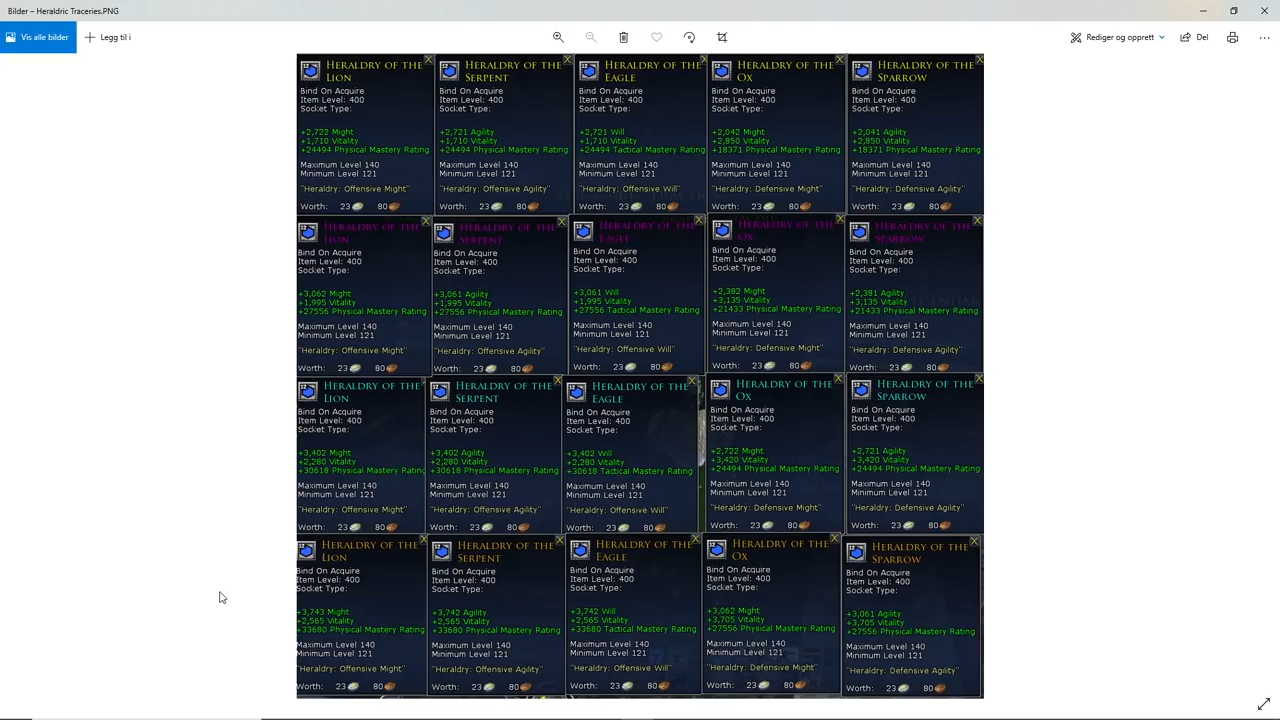 Bilder – Heraldric Traceries.PNG
Vis alle bilder
Legg til i
Rediger og opprett
Del
HERALDRY OF THE
LION
Bind On Acquire
Item Level: 400
Socket Type:
+2,722 Might
+1,710 Vitality
+24494 Physical Mastery Rating
Maximum Level 140
Minimum Level 121
"Heraldry: Offensive Might"
Worth: 23 80
HERALDRY OF THE
SERPENT
Bind On Acquire
Item Level: 400
Socket Type:
+2,721 Agility
+1,710 Vitality
+24494 Physical Mastery Rating
Maximum Level 140
Minimum Level 121
"Heraldry: Offensive Agility"
Worth: 23 80
HERALDRY OF THE
EAGLE
Bind On Acquire
Item Level: 400
Socket Type:
+2,721 Will
+1,710 Vitality
+24494 Tactical Mastery Rating
Maximum Level 140
Minimum Level 121
"Heraldry: Offensive Will"
Worth: 23 80
HERALDRY OF THE
OX
Bind On Acquire
Item Level: 400
Socket Type:
+2,042 Might
+2,850 Vitality
+18371 Physical Mastery Rating
Maximum Level 140
Minimum Level 121
"Heraldry: Defensive Might"
Worth: 23 80
HERALDRY OF THE
SPARROW
Bind On Acquire
Item Level: 400
Socket Type:
+2,041 Agility
+2,850 Vitality
+18371 Physical Mastery Rating
Maximum Level 140
Minimum Level 121
"Heraldry: Defensive Agility"
Worth: 23 80
HERALDRY OF THE
LION
Bind On Acquire
Item Level: 400
Socket Type:
+3,062 Might
+1,995 Vitality
+27556 Physical Mastery Rating
Maximum Level 140
Minimum Level 121
"Heraldry: Offensive Might"
Worth: 23 80
HERALDRY OF THE
SERPENT
Bind On Acquire
Item Level: 400
Socket Type:
+3,061 Agility
+1,995 Vitality
+27556 Physical Mastery Rating
Maximum Level 140
Minimum Level 121
"Heraldry: Offensive Agility"
Worth: 23 80
HERALDRY OF THE
EAGLE
Bind On Acquire
Item Level: 400
Socket Type:
+3,061 Will
+1,995 Vitality
+27556 Tactical Mastery Rating
Maximum Level 140
Minimum Level 121
"Heraldry: Offensive Will"
Worth: 23 80
HERALDRY OF THE
OX
Bind On Acquire
Item Level: 400
Socket Type:
+2,382 Might
+3,135 Vitality
+21433 Physical Mastery Rating
Maximum Level 140
Minimum Level 121
"Heraldry: Defensive Might"
Worth: 23 80
HERALDRY OF THE
SPARROW
Bind On Acquire
Item Level: 400
Socket Type:
+2,381 Agility
+3,135 Vitality
+21433 Physical Mastery Rating
Maximum Level 140
Minimum Level 121
"Heraldry: Defensive Agility"
Worth: 23 80
HERALDRY OF THE
LION
Bind On Acquire
Item Level: 400
Socket Type:
+3,402 Might
+2,280 Vitality
+30618 Physical Mastery Rating
Maximum Level 140
Minimum Level 121
"Heraldry: Offensive Might"
Worth: 23 80
HERALDRY OF THE
SERPENT
Bind On Acquire
Item Level: 400
Socket Type:
+3,402 Agility
+2,280 Vitality
+30618 Physical Mastery Rating
Maximum Level 140
Minimum Level 121
"Heraldry: Offensive Agility"
Worth: 23 80
HERALDRY OF THE
EAGLE
Bind On Acquire
Item Level: 400
Socket Type:
+3,402 Will
+2,280 Vitality
+30618 Tactical Mastery Rating
Maximum Level 140
Minimum Level 121
"Heraldry: Offensive Will"
Worth: 23 80
HERALDRY OF THE
OX
Bind On Acquire
Item Level: 400
Socket Type:
+2,722 Might
+3,420 Vitality
+24494 Physical Mastery Rating
Maximum Level 140
Minimum Level 121
"Heraldry: Defensive Might"
Worth: 23 80
HERALDRY OF THE
SPARROW
Bind On Acquire
Item Level: 400
Socket Type:
+2,721 Agility
+3,420 Vitality
+24494 Physical Mastery Rating
Maximum Level 140
Minimum Level 121
"Heraldry: Defensive Agility"
Worth: 23 80
HERALDRY OF THE
LION
Bind On Acquire
Item Level: 400
Socket Type:
+3,743 Might
+2,565 Vitality
+33680 Physical Mastery Rating
Maximum Level 140
Minimum Level 121
"Heraldry: Offensive Might"
Worth: 23 80
HERALDRY OF THE
SERPENT
Bind On Acquire
Item Level: 400
Socket Type:
+3,742 Agility
+2,565 Vitality
+33680 Physical Mastery Rating
Maximum Level 140
Minimum Level 121
"Heraldry: Offensive Agility"
Worth: 23 80
HERALDRY OF THE
EAGLE
Bind On Acquire
Item Level: 400
Socket Type:
+3,742 Will
+2,565 Vitality
+33680 Tactical Mastery Rating
Maximum Level 140
Minimum Level 121
"Heraldry: Offensive Will"
Worth: 23 80
HERALDRY OF THE
OX
Bind On Acquire
Item Level: 400
Socket Type:
+3,062 Might
+3,705 Vitality
+27556 Physical Mastery Rating
Maximum Level 140
Minimum Level 121
"Heraldry: Defensive Might"
Worth: 23 80
HERALDRY OF THE
SPARROW
Bind On Acquire
Item Level: 400
Socket Type:
+3,061 Agility
+3,705 Vitality
+27556 Physical Mastery Rating
Maximum Level 140
Minimum Level 121
"Heraldry: Defensive Agility"
Worth: 23 80